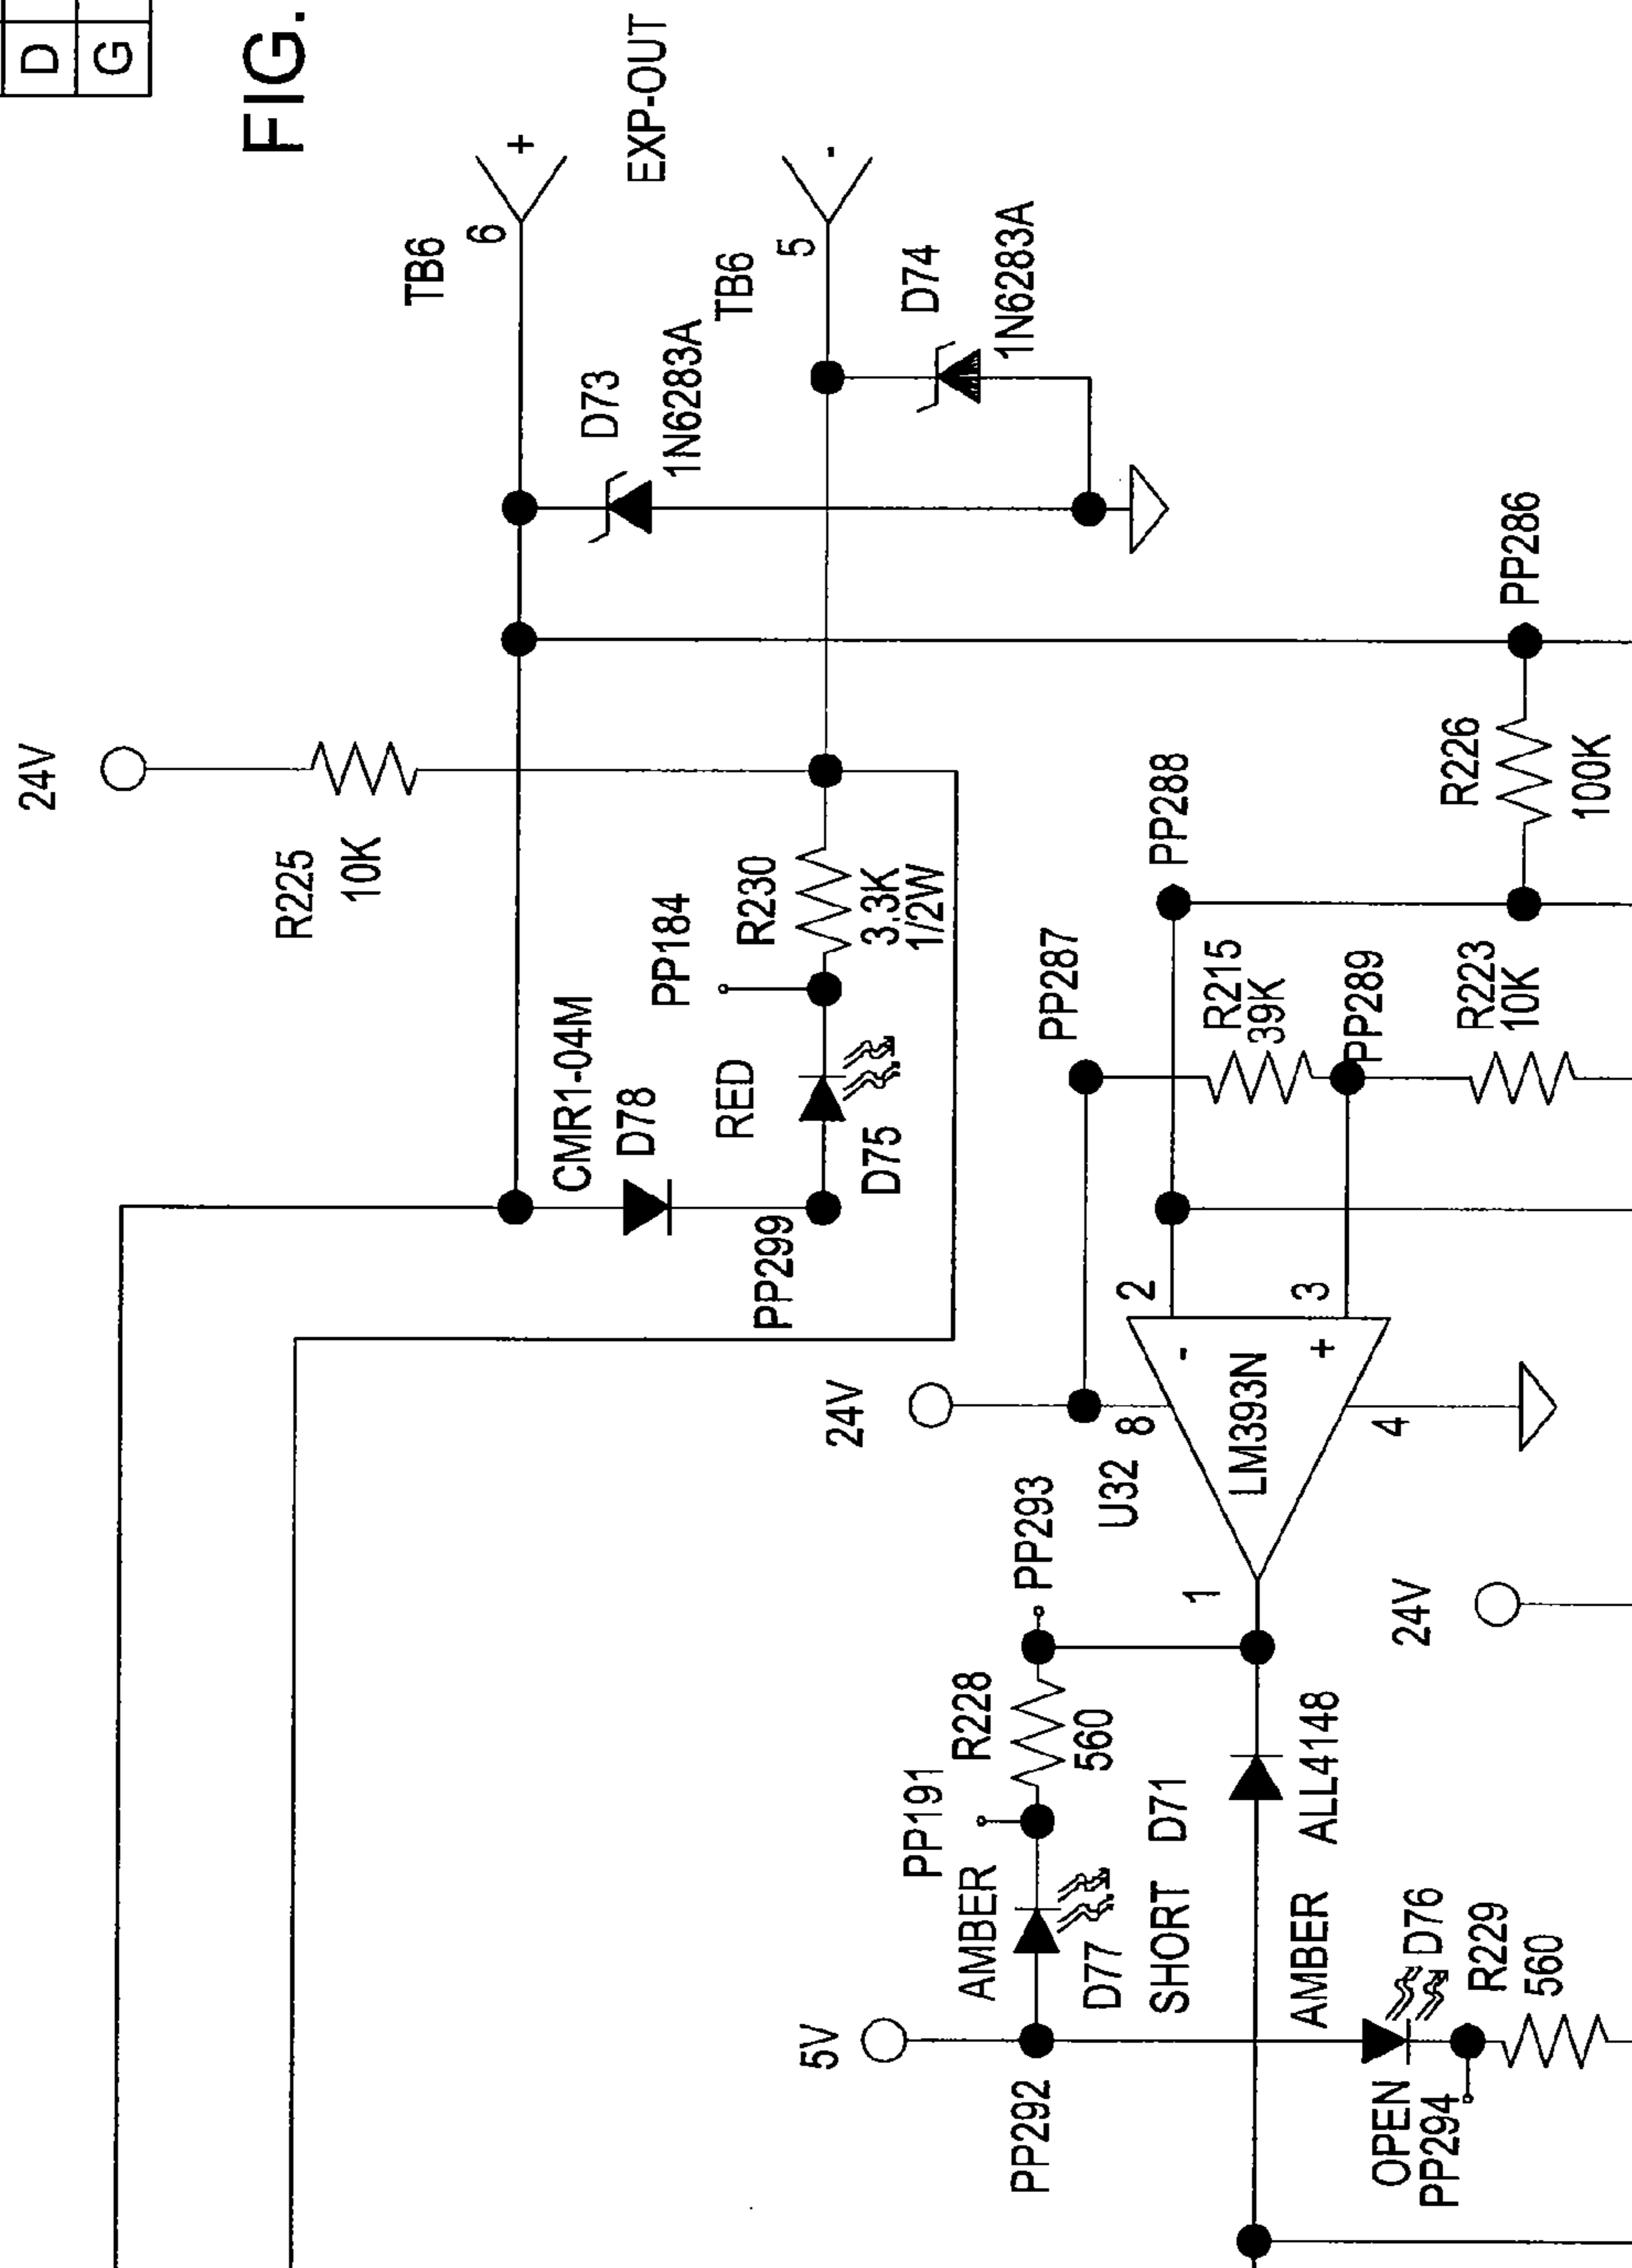 D
G
FIG.
24V
R225
10K
TB6
6
+
EXP-OUT
TB6
5
-
D73
1N6283A
D74
1N6283A
CMR1-04M
D78
PP299
RED
D75
PP184
R230
3.3K
1/2W
PP286
R226
100K
PP288
PP287
R215
39K
PP289
R223
10K
24V
8
U32
2
-
3
+
LM393N
4
1
PP293
R228
560
PP191
AMBER
D77
SHORT
D71
ALL4148
24V
5V
PP292
AMBER
D76
OPEN
PP294
R229
560